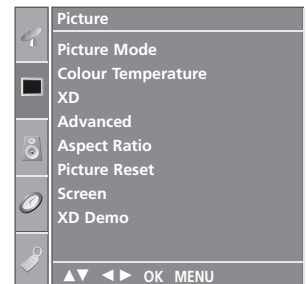 Picture
Picture Mode
Colour Temperature
XD
Advanced
Aspect Ratio
Picture Reset
Screen
XD Demo
▲▼ ◄► OK MENU